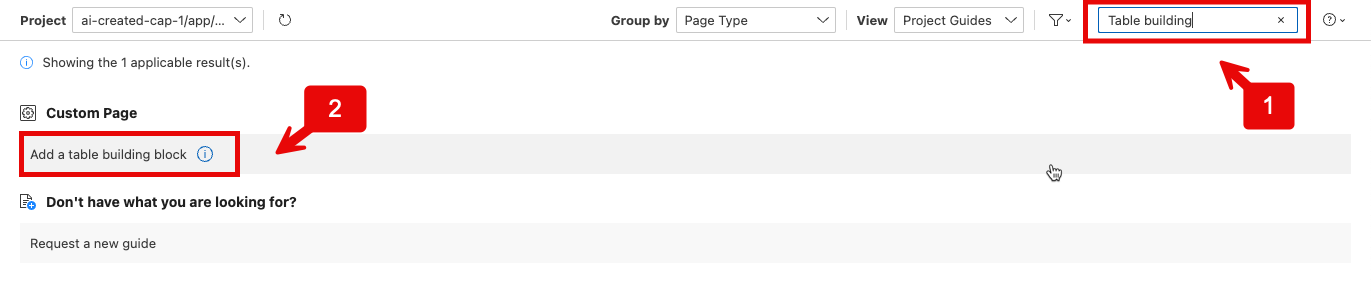 Project ai-created-cap-1/app/... Group by Page Type View Project Guides Table building
Showing the 1 applicable result(s).
1
2
Custom Page
Add a table building block
Don't have what you are looking for?
Request a new guide